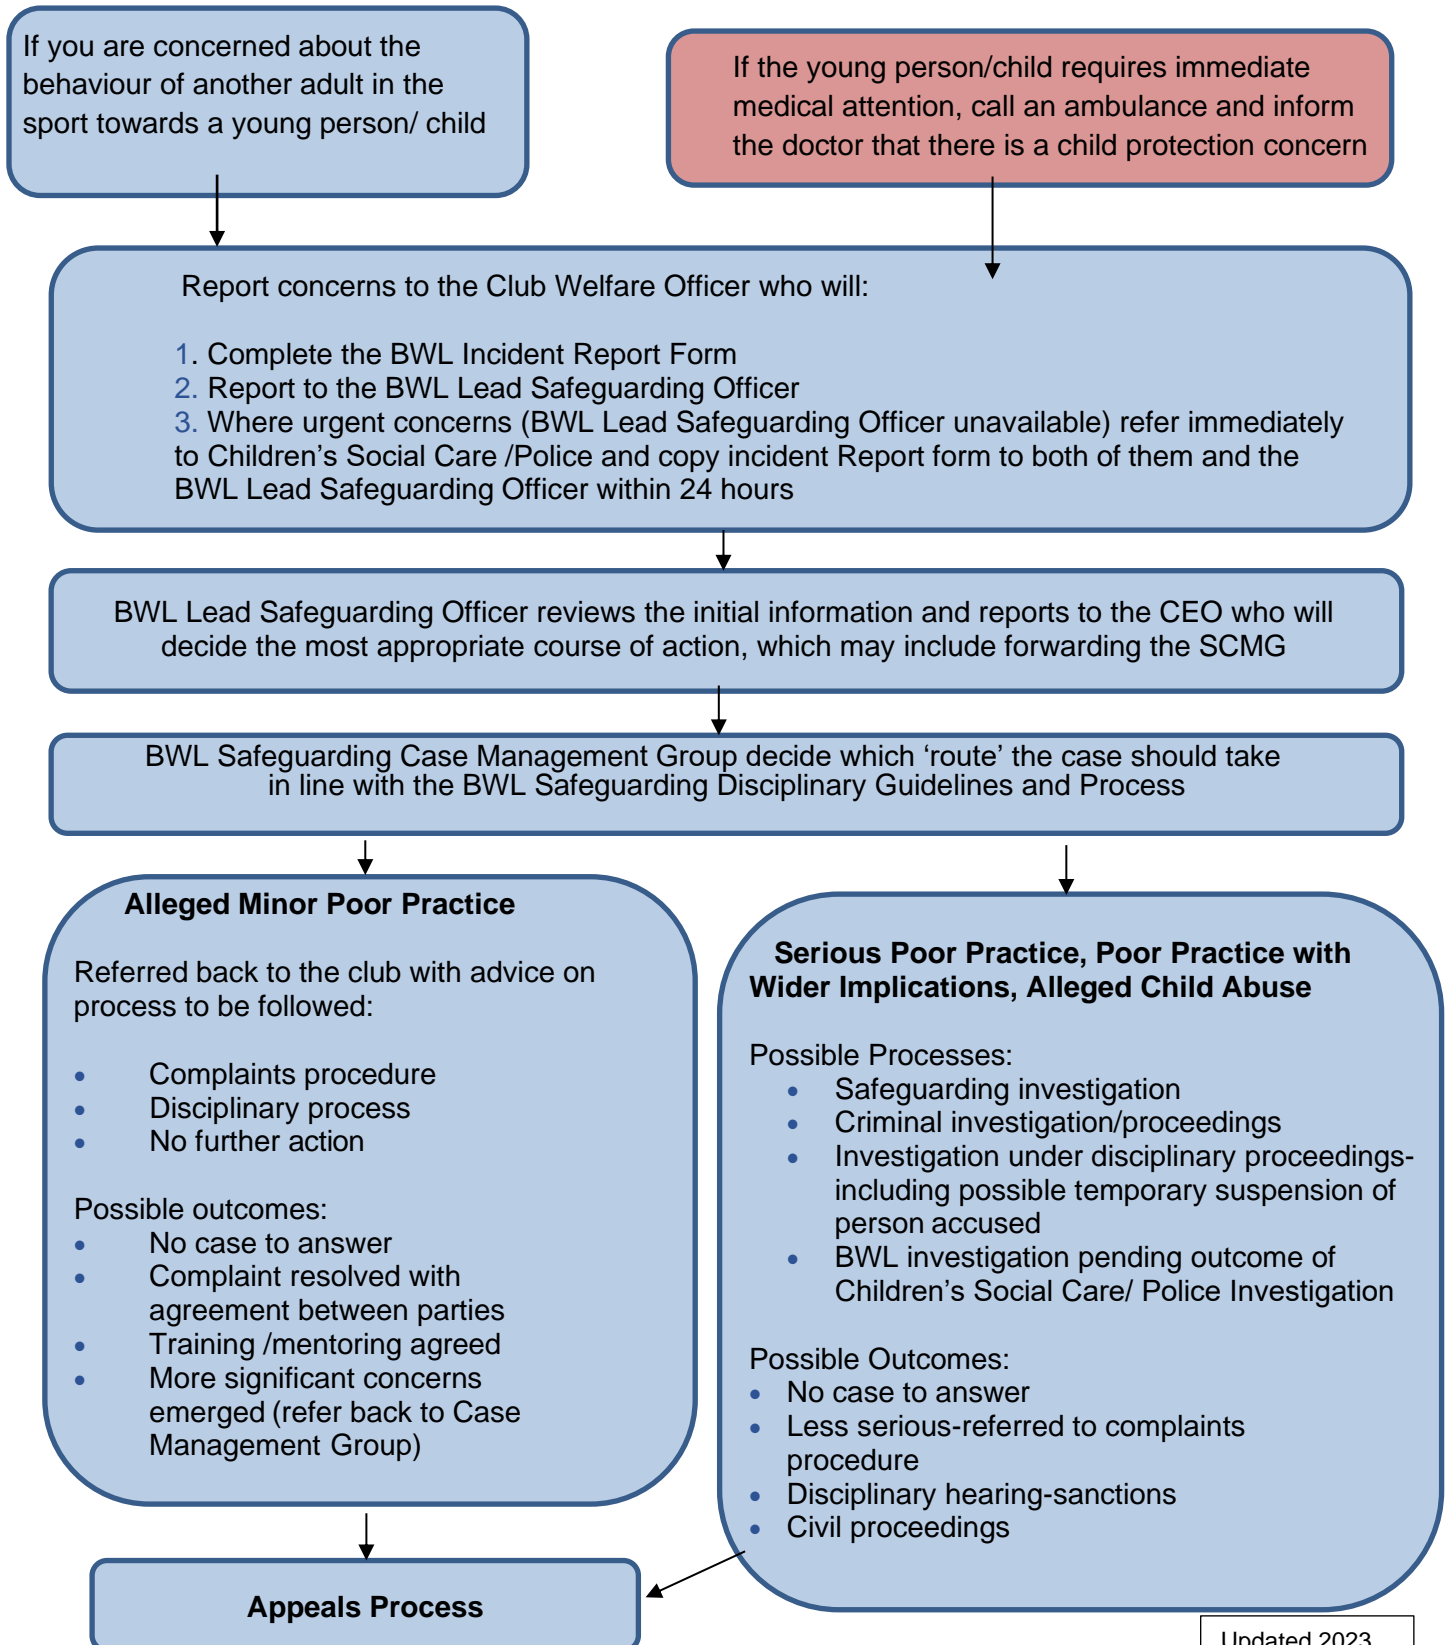 If you are concerned about the
behaviour of another adult in the
sport towards a young person/ child
If the young person/child requires immediate
medical attention, call an ambulance and inform
the doctor that there is a child protection concern
Report concerns to the Club Welfare Officer who will:
1. Complete the BWL Incident Report Form
2. Report to the BWL Lead Safeguarding Officer
3. Where urgent concerns (BWL Lead Safeguarding Officer unavailable) refer immediately
to Children’s Social Care /Police and copy incident Report form to both of them and the
BWL Lead Safeguarding Officer within 24 hours
BWL Lead Safeguarding Officer reviews the initial information and reports to the CEO who will
decide the most appropriate course of action, which may include forwarding the SCMG
BWL Safeguarding Case Management Group decide which ‘route’ the case should take
in line with the BWL Safeguarding Disciplinary Guidelines and Process
Alleged Minor Poor Practice
Referred back to the club with advice on
process to be followed:
• Complaints procedure
• Disciplinary process
• No further action
Possible outcomes:
• No case to answer
• Complaint resolved with
agreement between parties
• Training /mentoring agreed
• More significant concerns
emerged (refer back to Case
Management Group)
Serious Poor Practice, Poor Practice with
Wider Implications, Alleged Child Abuse
Possible Processes:
• Safeguarding investigation
• Criminal investigation/proceedings
• Investigation under disciplinary proceedings-
including possible temporary suspension of
person accused
• BWL investigation pending outcome of
Children’s Social Care/ Police Investigation
Possible Outcomes:
• No case to answer
• Less serious-referred to complaints
procedure
• Disciplinary hearing-sanctions
• Civil proceedings
Appeals Process
Updated 2023